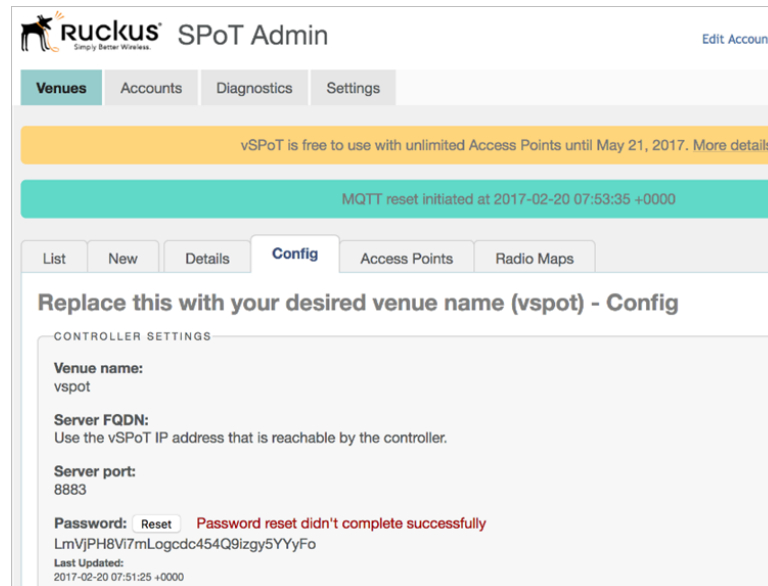 Ruckus®
Simply Better Wireless.
SPoT Admin
Edit Accoun
Venues
Accounts
Diagnostics
Settings
vSPoT is free to use with unlimited Access Points until May 21, 2017. More details
MQTT reset initiated at 2017-02-20 07:53:35 +0000
List
New
Details
Config
Access Points
Radio Maps
Replace this with your desired venue name (vspot) - Config
CONTROLLER SETTINGS
Venue name:
vspot
Server FQDN:
Use the vSPoT IP address that is reachable by the controller.
Server port:
8883
Password: Reset Password reset didn't complete successfully
LmVjPH8Vi7mLogcdc454Q9izgy5YYyFo
Last Updated:
2017-02-20 07:51:25 +0000